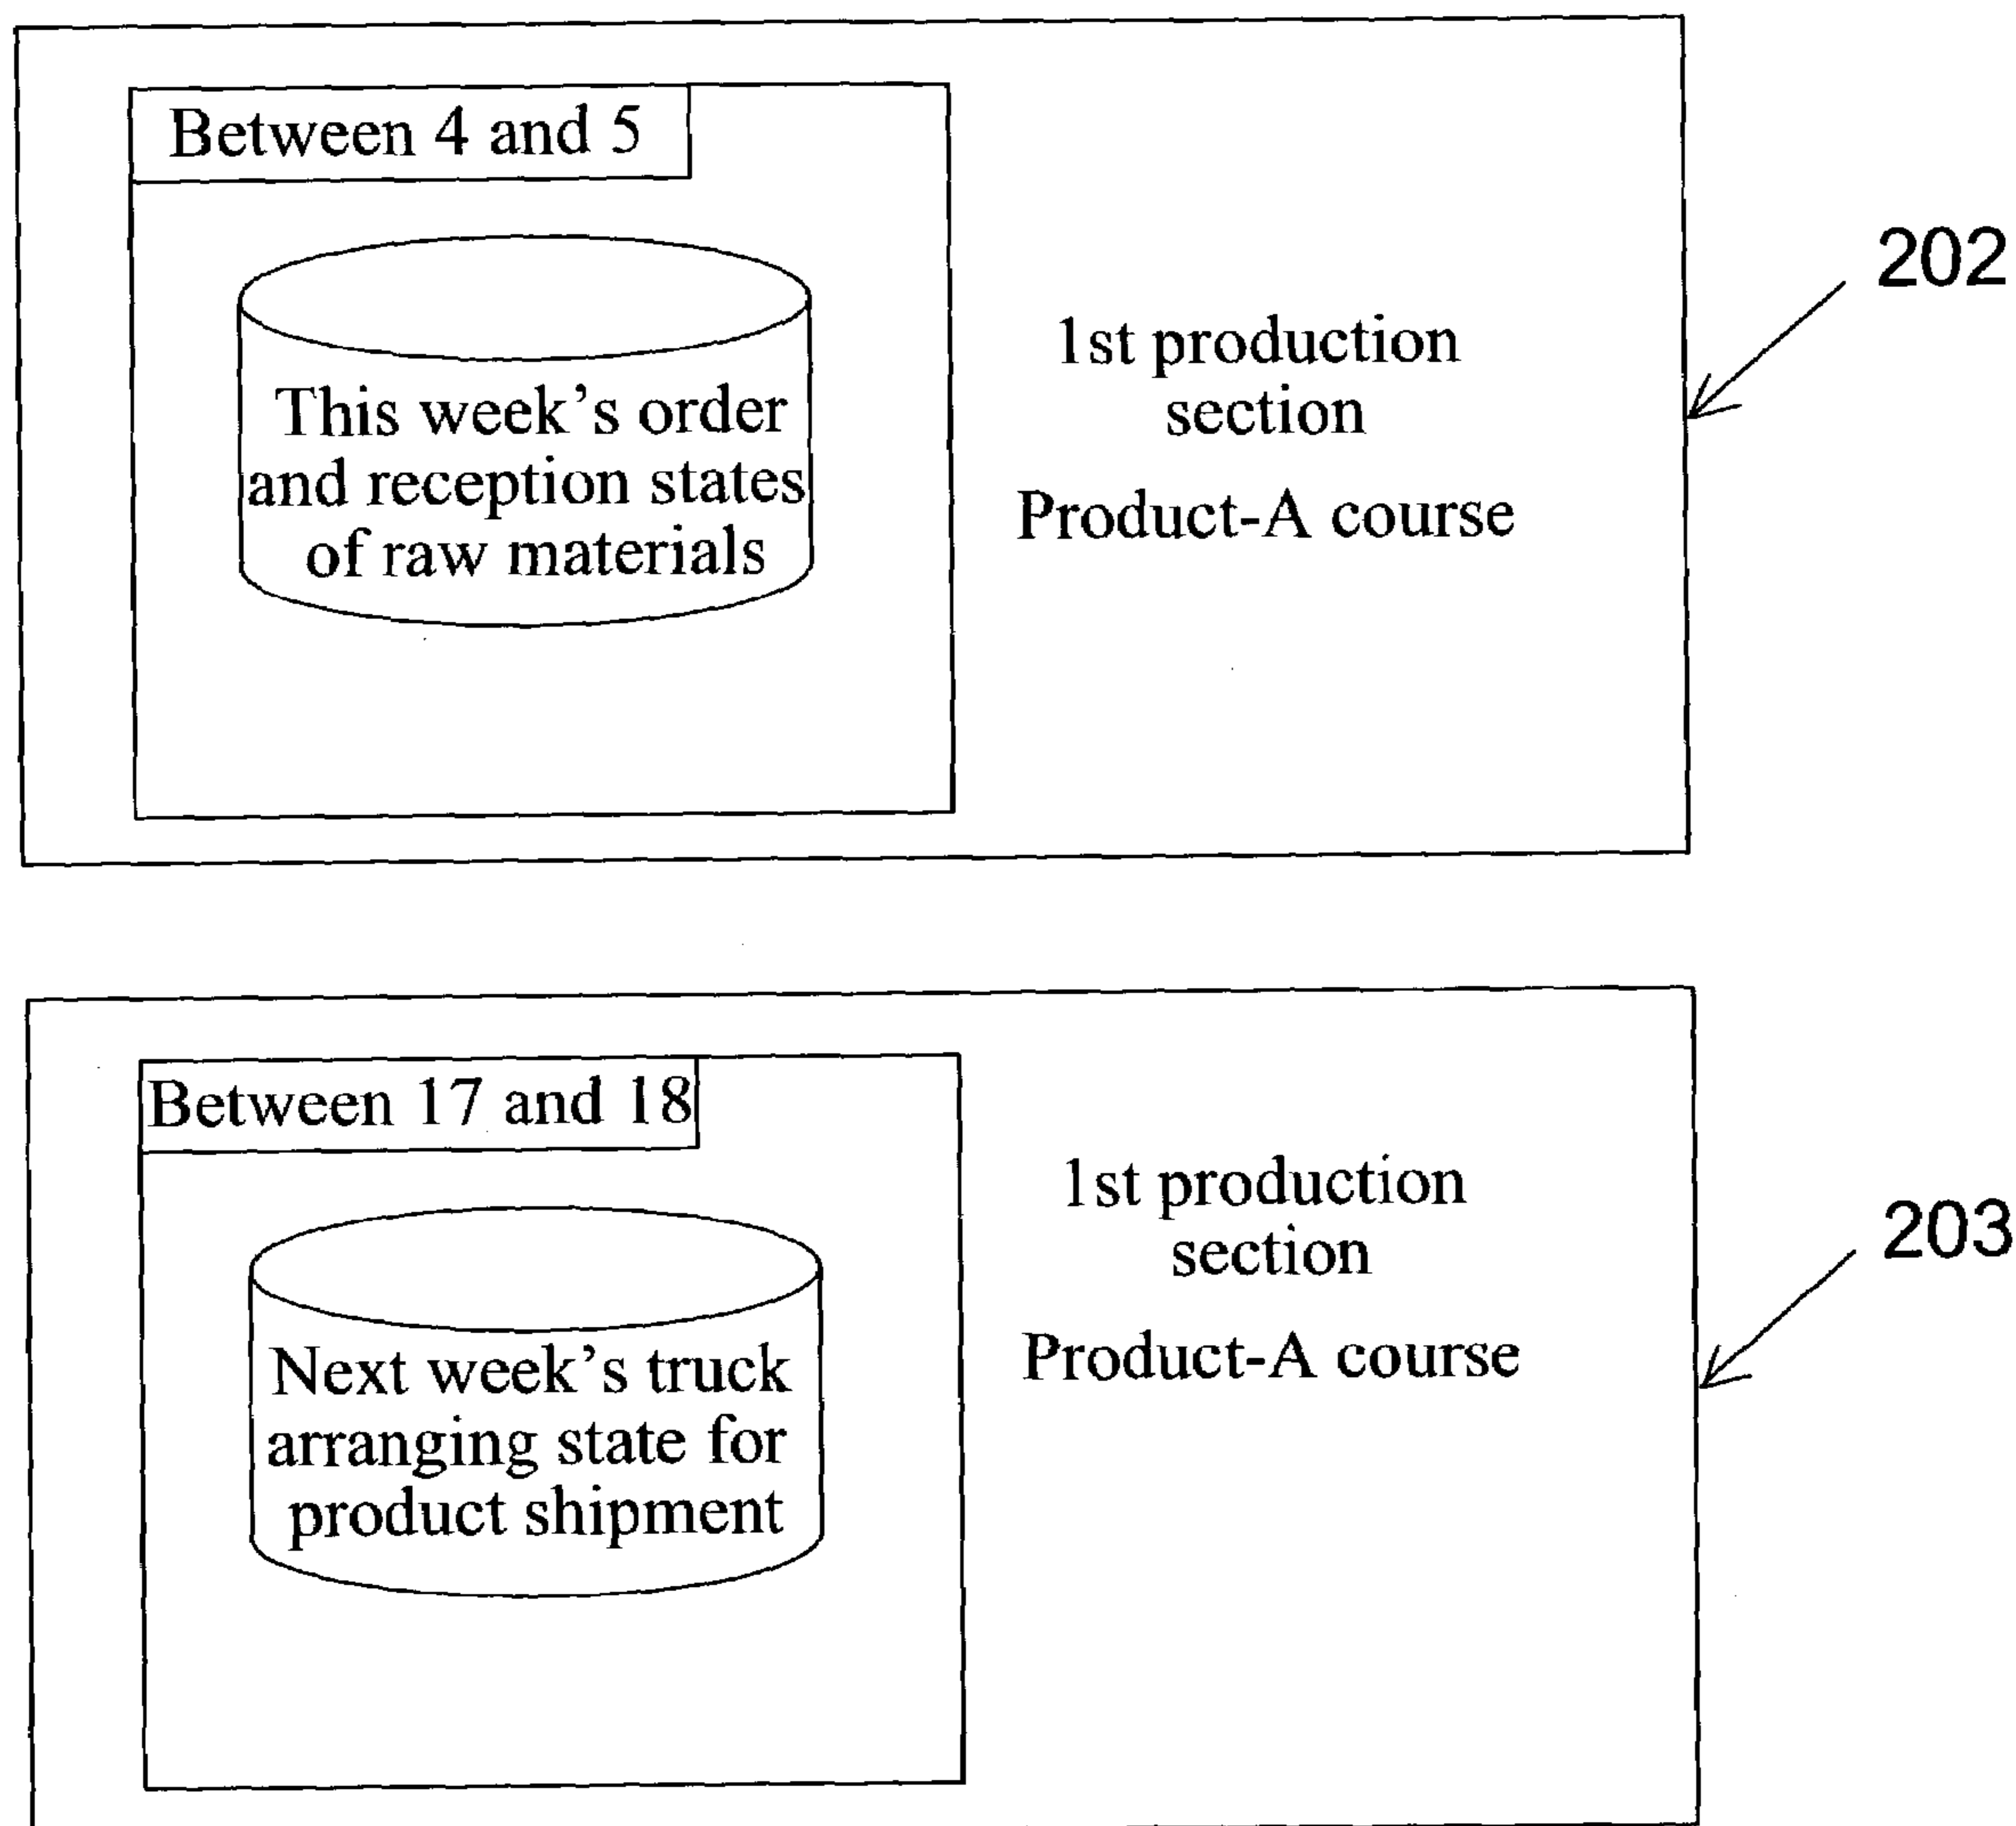 Between 4 and 5
This week’s order
and reception states
of raw materials
1st production
section
Product-A course
202
Between 17 and 18
Next week’s truck
arranging state for
product shipment
1st production
section
Product-A course
203